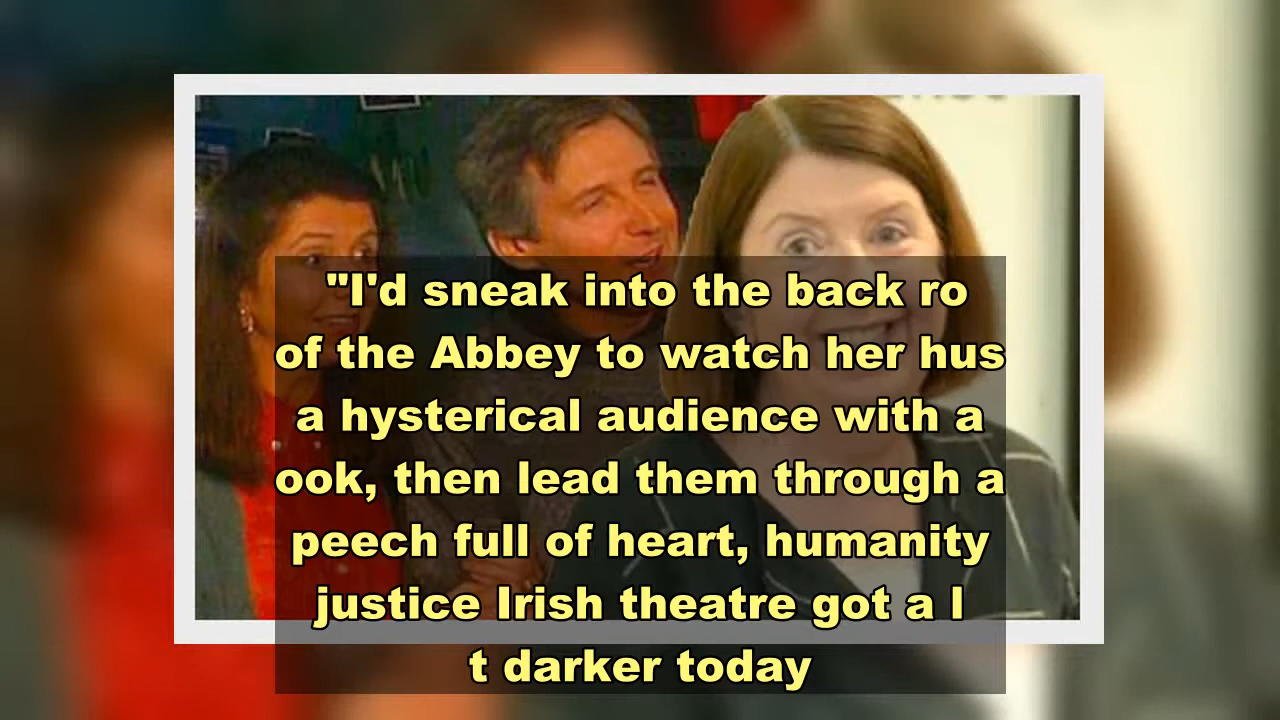 "I'd sneak into the back ro
of the Abbey to watch her hus
a hysterical audience with a
ook, then lead them through a
peech full of heart, humanity
justice Irish theatre got a l
t darker today